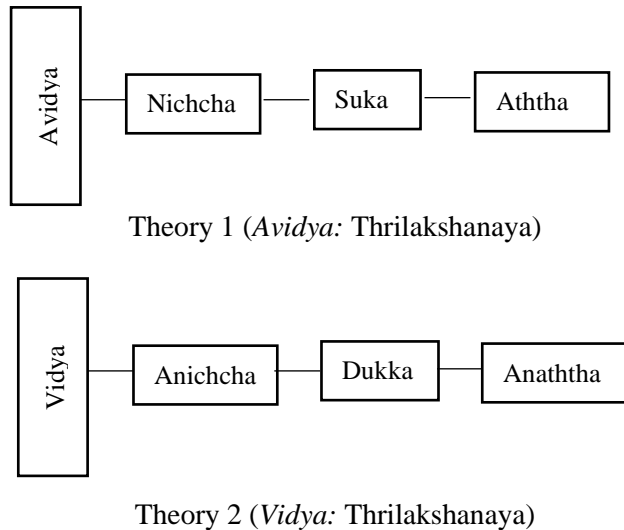 Avidya
Nichcha
Suka
Aththa
Theory 1 (Avidya: Thrilakshanaya)
Vidya
Anichcha
Dukka
Anaththa
Theory 2 (Vidya: Thrilakshanaya)